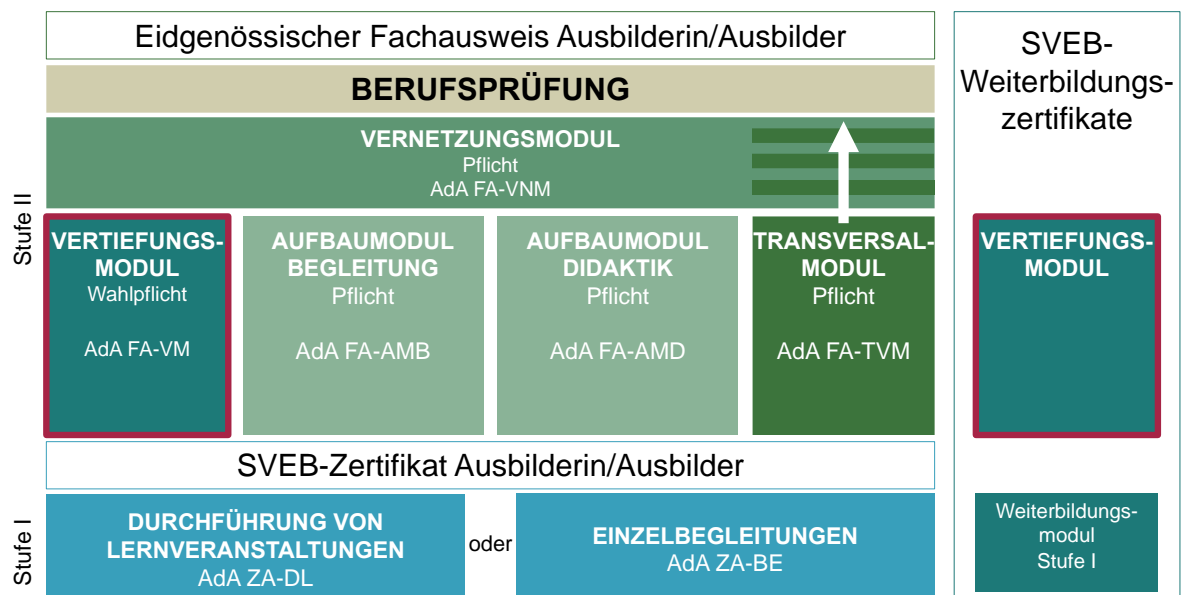 Eidgenössischer Fachausweis Ausbilderin/Ausbilder
BERUFSPRÜFUNG
VERNETZUNGSMODUL
Pflicht
AdA FA-VNM
Stufe II
VERTIEFUNGS-
MODUL
Wahlpflicht
AdA FA-VM
AUFBAUMODUL
BEGLEITUNG
Pflicht
AdA FA-AMB
AUFBAUMODUL
DIDAKTIK
Pflicht
AdA FA-AMD
TRANSVERSAL-
MODUL
Pflicht
AdA FA-TVM
SVEB-Zertifikat Ausbilderin/Ausbilder
Stufe I
DURCHFÜHRUNG VON
LERNVERANSTALTUNGEN
AdA ZA-DL
oder
EINZELBEGLEITUNGEN
AdA ZA-BE
SVEB-
Weiterbildungs-
zertifikate
VERTIEFUNGS-
MODUL
Weiterbildungs-
modul
Stufe I